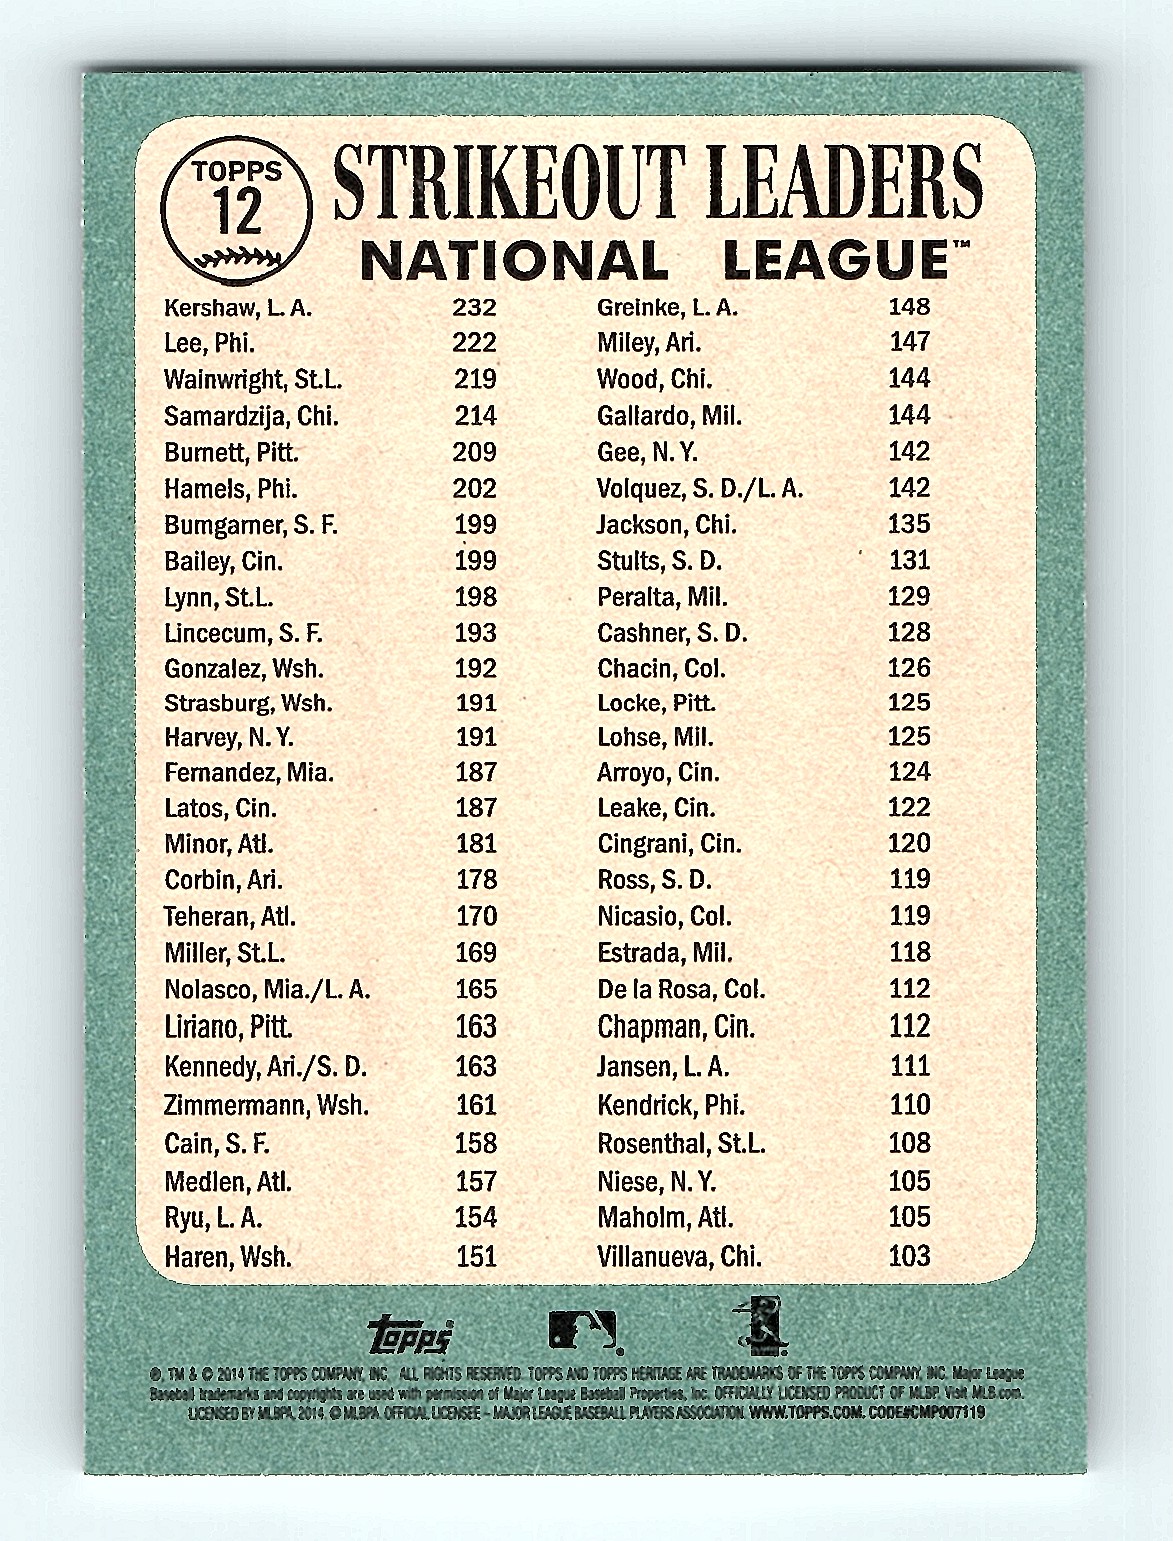 TOPPS
12
STRIKEOUT LEADERS
NATIONAL LEAGUE™
Kershaw, L. A. 232
Lee, Phi. 222
Wainwright, St.L. 219
Samardzija, Chi. 214
Burnett, Pitt. 209
Hamels, Phi. 202
Bumgarner, S. F. 199
Bailey, Cin. 199
Lynn, St.L. 198
Lincecum, S. F. 193
Gonzalez, Wsh. 192
Strasburg, Wsh. 191
Harvey, N. Y. 191
Fernandez, Mia. 187
Latos, Cin. 187
Minor, Atl. 181
Corbin, Ari. 178
Teheran, Atl. 170
Miller, St.L. 169
Nolasco, Mia./L. A. 165
Liriano, Pitt. 163
Kennedy, Ari./S. D. 163
Zimmermann, Wsh. 161
Cain, S. F. 158
Medlen, Atl. 157
Ryu, L. A. 154
Haren, Wsh. 151
Greinke, L. A. 148
Miley, Ari. 147
Wood, Chi. 144
Gallardo, Mil. 144
Gee, N. Y. 142
Volquez, S. D./L. A. 142
Jackson, Chi. 135
Stults, S. D. 131
Peralta, Mil. 129
Cashner, S. D. 128
Chacin, Col. 126
Locke, Pitt. 125
Lohse, Mil. 125
Arroyo, Cin. 124
Leake, Cin. 122
Cingrani, Cin. 120
Ross, S. D. 119
Nicasio, Col. 119
Estrada, Mil. 118
De la Rosa, Col. 112
Chapman, Cin. 112
Jansen, L. A. 111
Kendrick, Phi. 110
Rosenthal, St.L. 108
Niese, N. Y. 105
Maholm, Atl. 105
Villanueva, Chi. 103
topps
®, TM & © 2014 THE TOPPS COMPANY, INC. ALL RIGHTS RESERVED. TOPPS AND TOPPS HERITAGE ARE TRADEMARKS OF THE TOPPS COMPANY, INC. Major League
Baseball trademarks and copyrights are used with permission of Major League Baseball Properties, Inc. OFFICIALLY LICENSED PRODUCT OF MLBP. Visit MLB.com.
LICENSED BY MLBPA, 2014. © MLBPA. OFFICIAL LICENSEE – MAJOR LEAGUE BASEBALL PLAYERS ASSOCIATION. WWW.TOPPS.COM. CODE#CMP007119